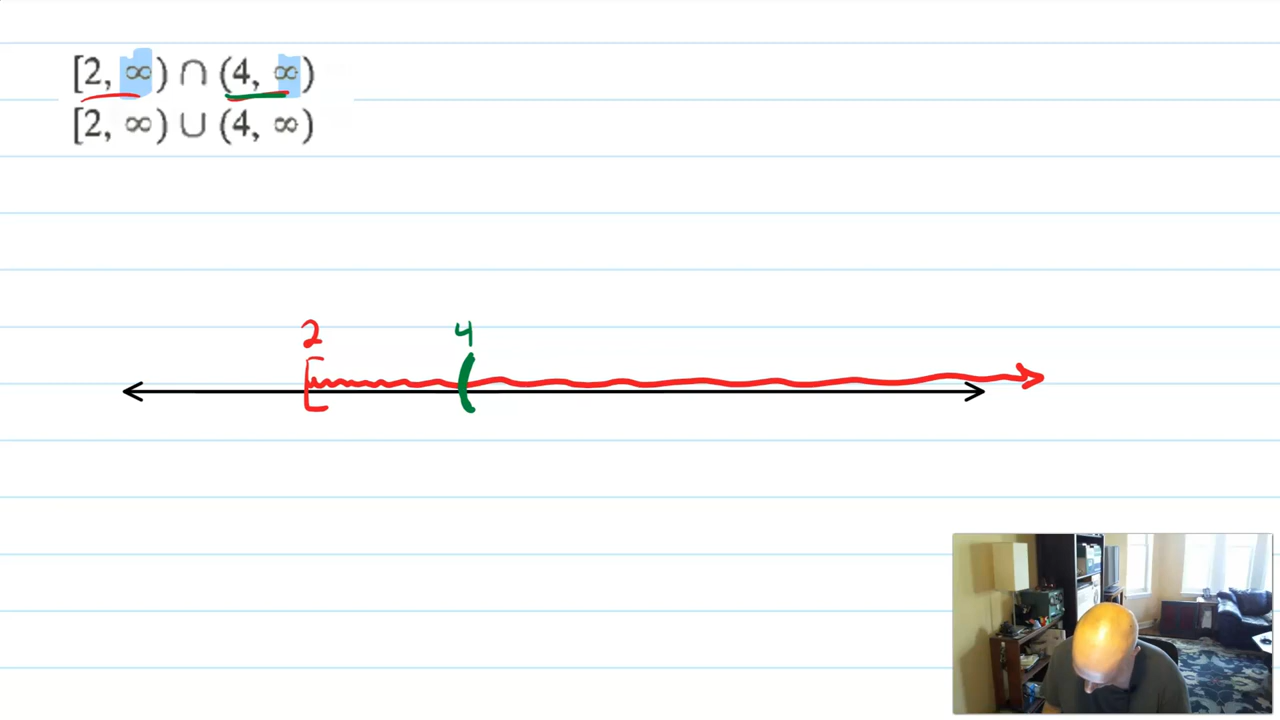 [2, ∞) ∩ (4, ∞)
[2, ∞) ∪ (4, ∞)
2 4
[ (